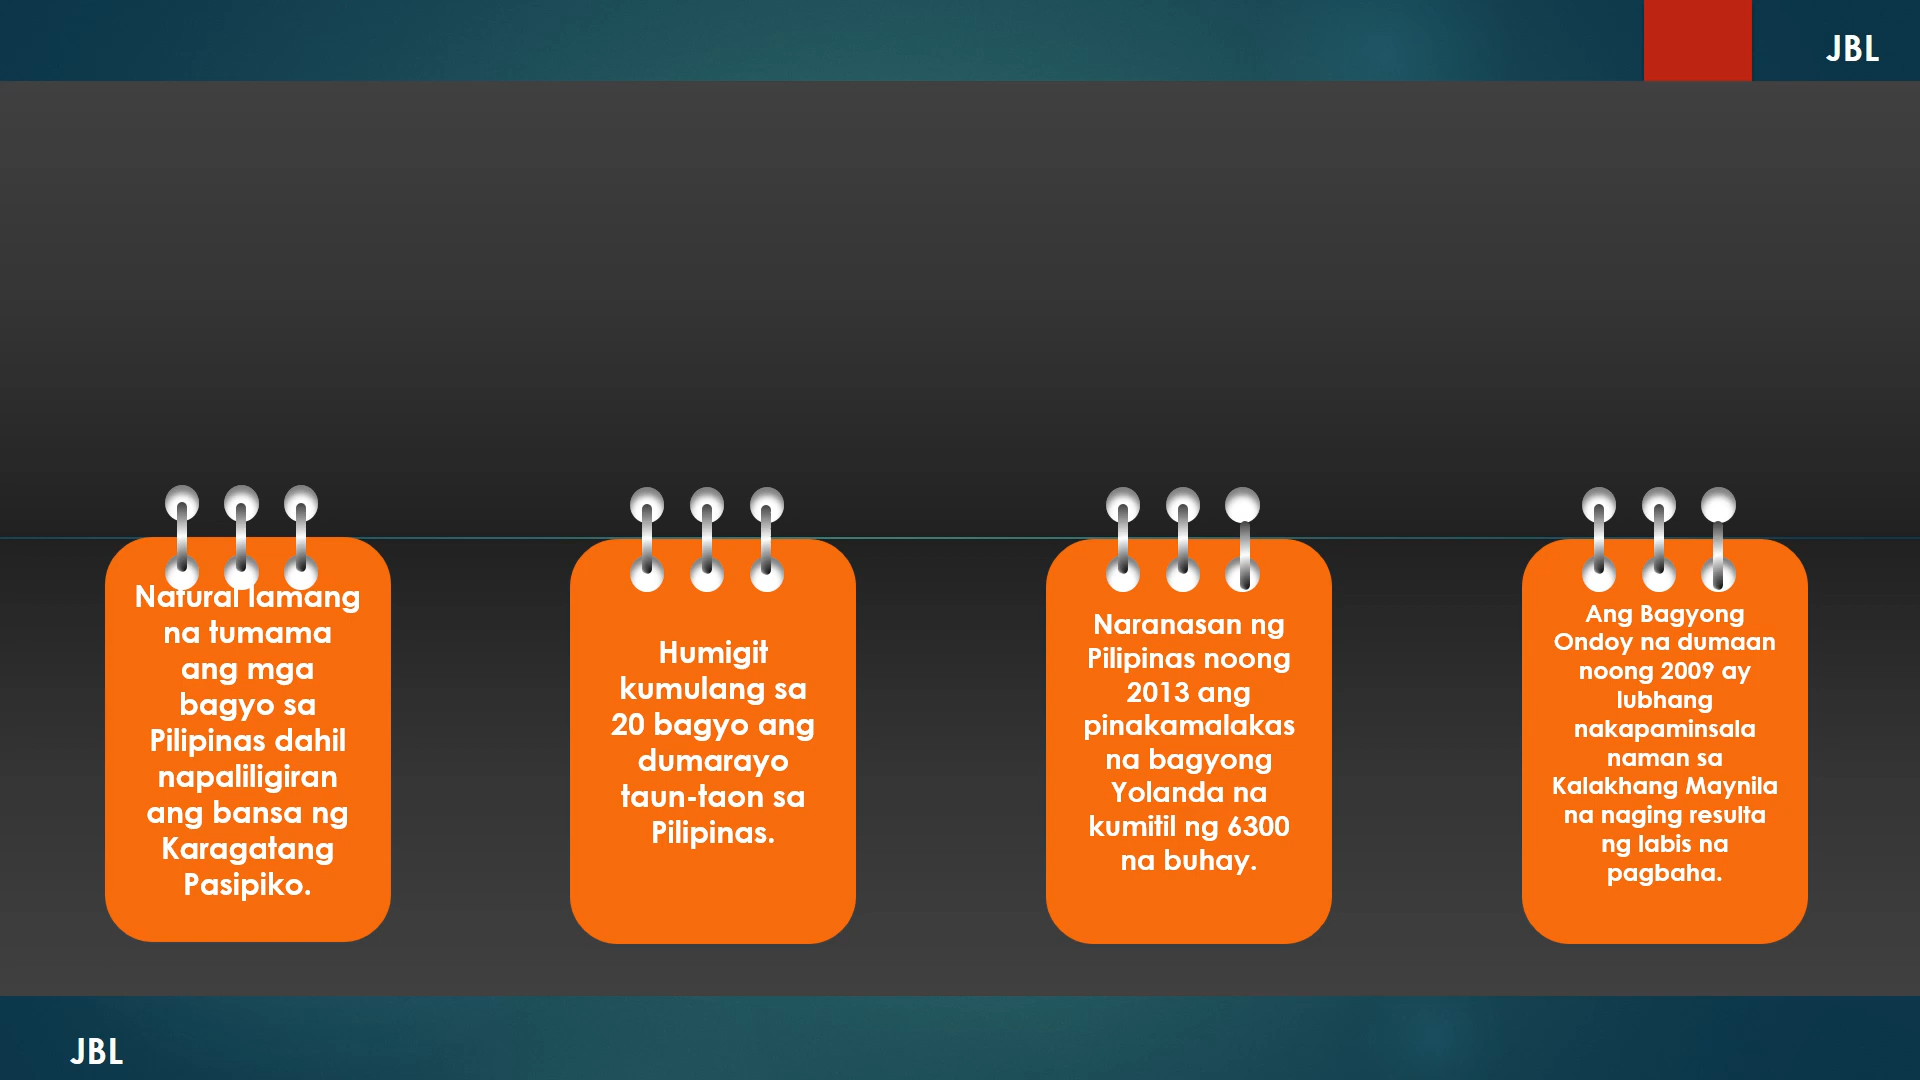 JBL
Natural lamang
na tumama
ang mga
bagyo sa
Pilipinas dahil
napaliligiran
ang bansa ng
Karagatang
Pasipiko.
Humigit
kumulang sa
20 bagyo ang
dumarayo
taun-taon sa
Pilipinas.
Naranasan ng
Pilipinas noong
2013 ang
pinakamalakas
na bagyong
Yolanda na
kumitil ng 6300
na buhay.
Ang Bagyong
Ondoy na dumaan
noong 2009 ay
lubhang
nakapaminsala
naman sa
Kalakhang Maynila
na naging resulta
ng labis na
pagbaha.
JBL